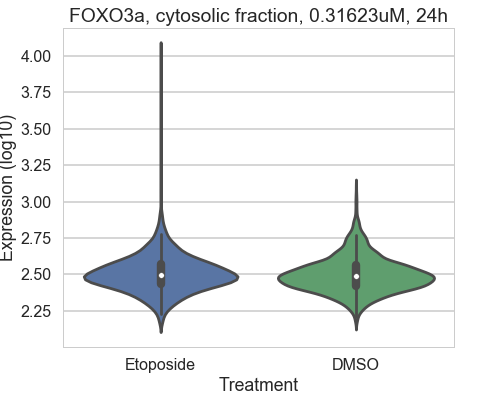 FOXO3a, cytosolic fraction, 0.31623uM, 24h
Expression (log10)
4.00
3.75
3.50
3.25
3.00
2.75
2.50
2.25
Etoposide DMSO
Treatment